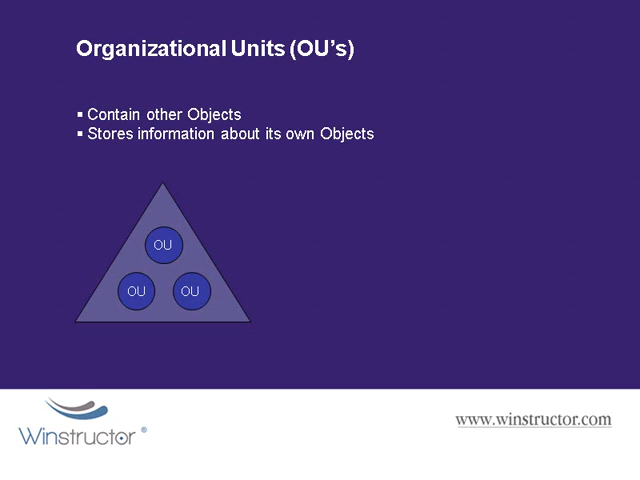 Organizational Units (OU's)
▪ Contain other Objects
▪ Stores information about its own Objects
OU
OU OU
Winstructor ®
www.winstructor.com